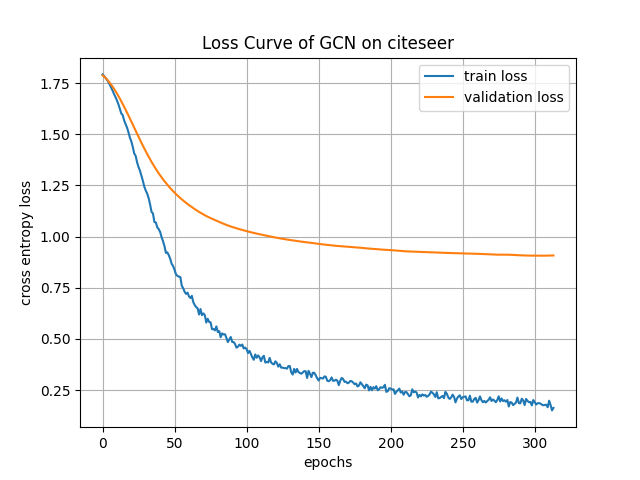 Loss Curve of GCN on citeseer
train loss
validation loss
cross entropy loss
1.75
1.50
1.25
1.00
0.75
0.50
0.25
0 50 100 150 200 250 300
epochs